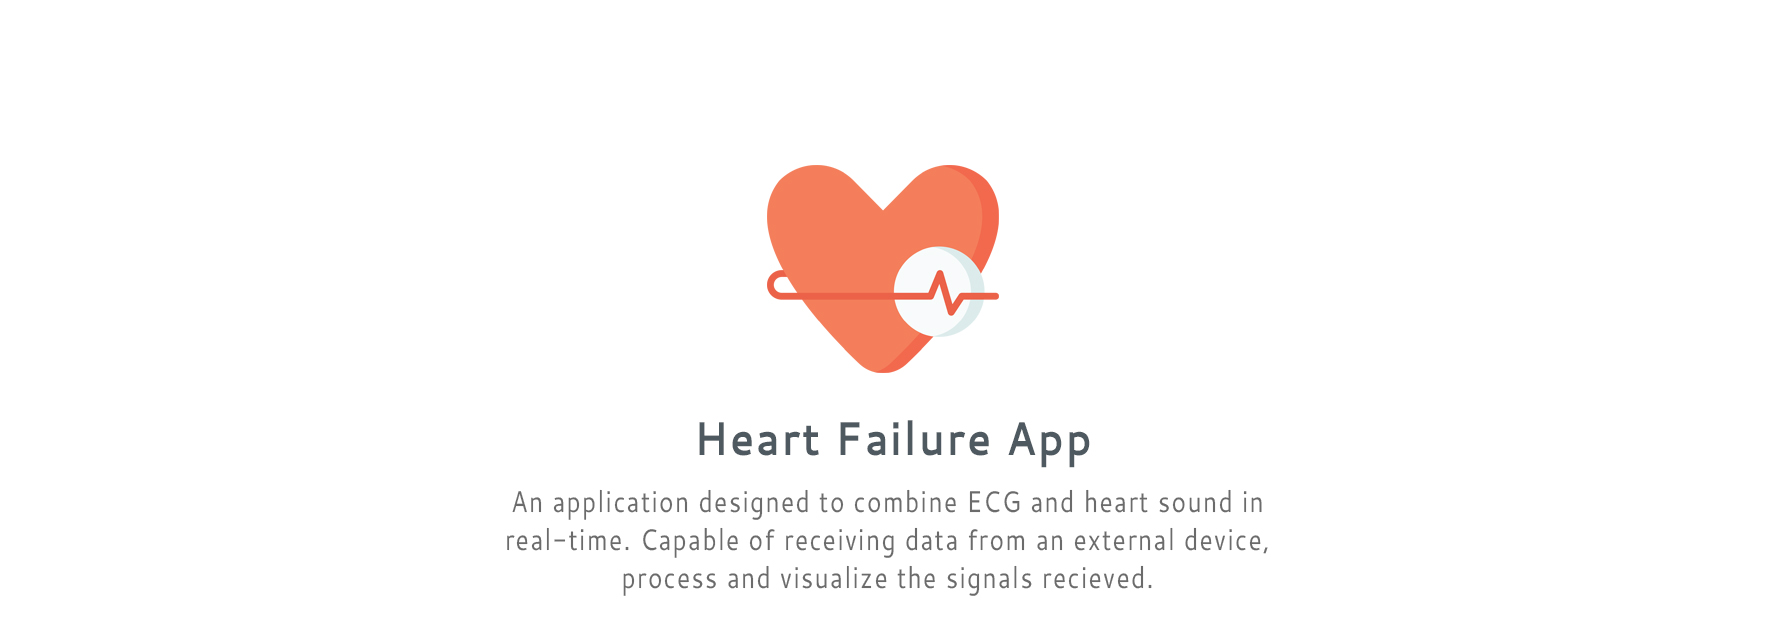 Heart Failure App
An application designed to combine ECG and heart sound in
real-time. Capable of receiving data from an external device,
process and visualize the signals recieved.